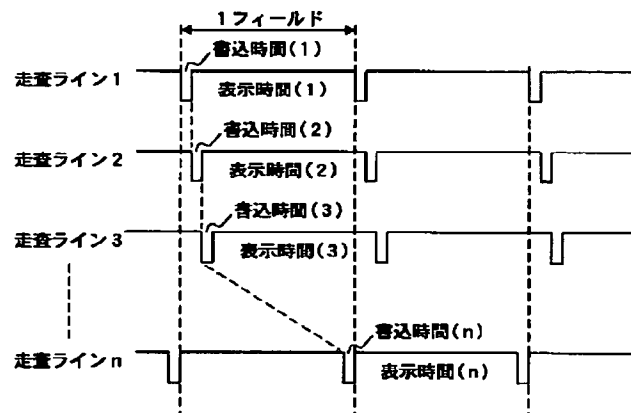 1フィールド
書込時間(1)
走査ライン1
表示時間(1)
書込時間(2)
走査ライン2
表示時間(2)
書込時間(3)
走査ライン3
表示時間(3)
書込時間(n)
走査ラインn
表示時間(n)